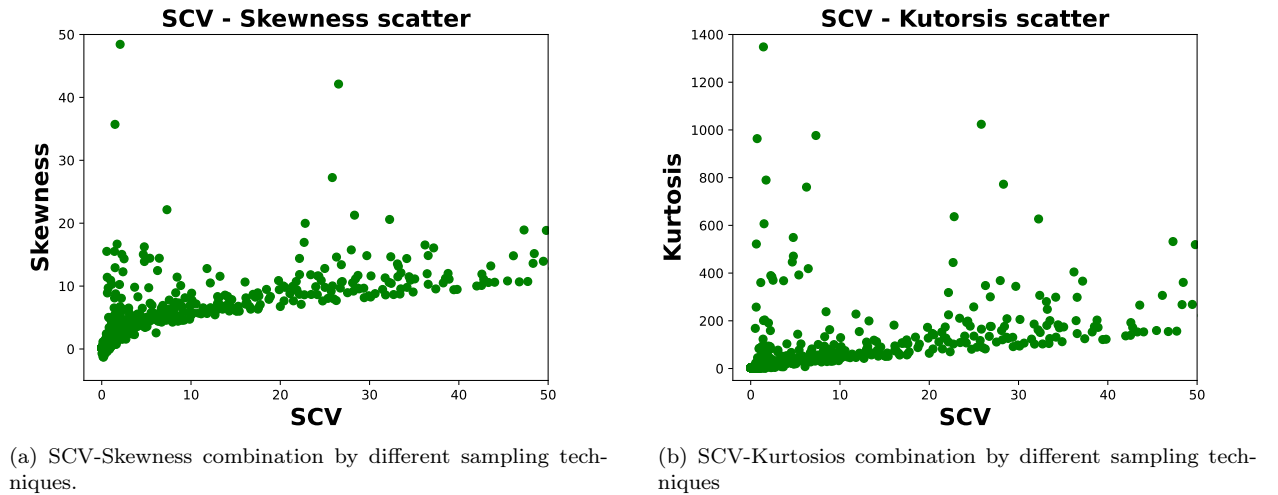 SCV - Skewness scatter
50
40
30
20
10
0
Skewness
0 10 20 30 40 50
SCV
(a) SCV-Skewness combination by different sampling tech-
niques.
SCV - Kutorsis scatter
1400
1200
1000
800
600
400
200
0
Kurtosis
0 10 20 30 40 50
SCV
(b) SCV-Kurtosios combination by different sampling tech-
niques